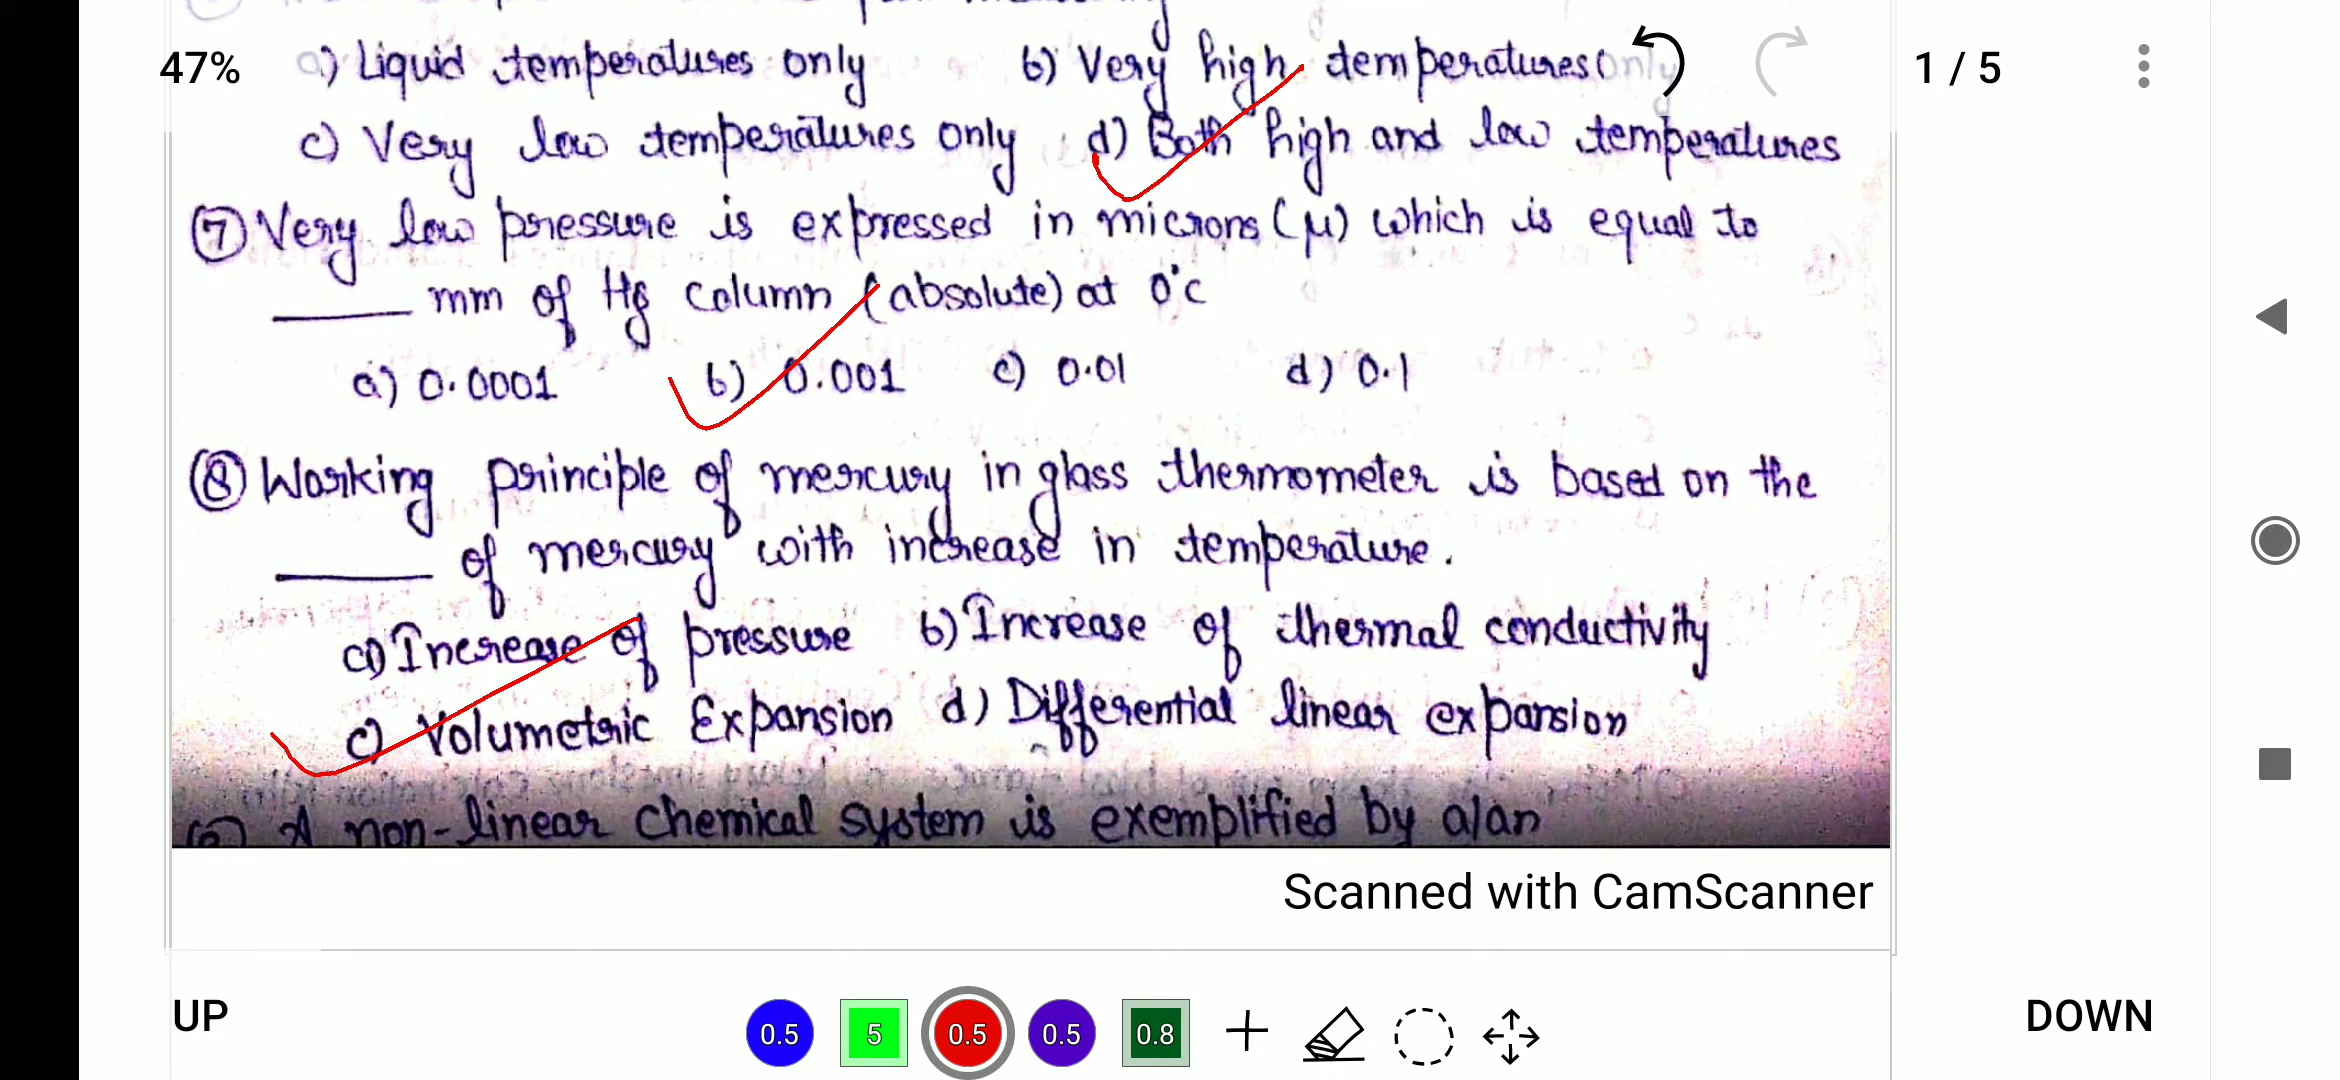 47%
1 / 5
a) Liquid temperatures only b) Very high temperatures only
c) Very low temperatures only d) Both high and low temperatures
⑦ Very low pressure is expressed in microns (μ) which is equal to
____ mm of Hg column (absolute) at 0°c
a) 0.0001 b) 0.001 c) 0.01 d) 0.1
⑧ Working principle of mercury in glass thermometer is based on the
____ of mercury with increase in temperature.
a) Increase of pressure b) Increase of thermal conductivity
c) Volumetric Expansion d) Differential linear expansion
A non-linear chemical system is exemplified by a/an
Scanned with CamScanner
UP
0.5 5 0.5 0.5 0.8
DOWN